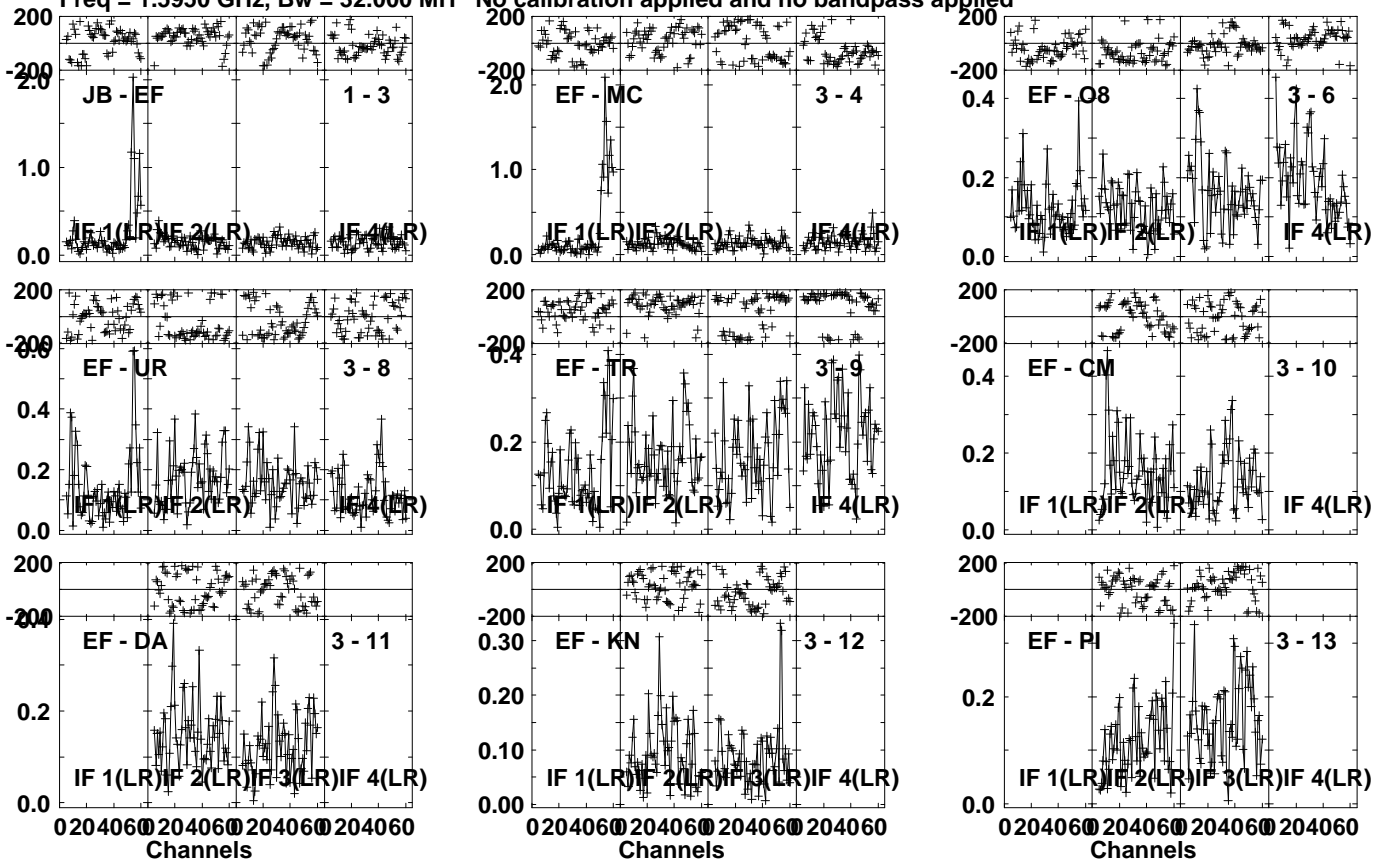 Freq = 1.5950 GHz, Bw = 32.000 MH No calibration applied and no bandpass applied
200
-200
2.0
1.0
0.0
JB - EF
1 - 3
IF 1(LR)
IF 2(LR)
IF 4(LR)
200
-200
2.0
1.0
0.0
EF - MC
3 - 4
IF 1(LR)
IF 2(LR)
IF 4(LR)
200
-200
0.4
0.2
0.0
EF - O8
3 - 6
IF 1(LR)
IF 2(LR)
IF 4(LR)
200
-200
0.6
0.4
0.2
0.0
EF - UR
3 - 8
IF 1(LR)
IF 2(LR)
IF 4(LR)
200
-200
0.4
0.2
0.0
EF - TR
3 - 9
IF 1(LR)
IF 2(LR)
IF 4(LR)
200
-200
0.4
0.2
0.0
EF - CM
3 - 10
IF 1(LR)
IF 2(LR)
IF 4(LR)
200
-200
0.4
0.2
0.0
EF - DA
3 - 11
IF 1(LR)
IF 2(LR)
IF 3(LR)
IF 4(LR)
0 20 40 60 0 20 40 60 0 20 40 60 0 20 40 60
Channels
200
-200
0.30
0.20
0.10
0.00
EF - KN
3 - 12
IF 1(LR)
IF 2(LR)
IF 3(LR)
IF 4(LR)
0 20 40 60 0 20 40 60 0 20 40 60 0 20 40 60
Channels
200
-200
0.2
0.0
EF - PI
3 - 13
IF 1(LR)
IF 2(LR)
IF 3(LR)
IF 4(LR)
0 20 40 60 0 20 40 60 0 20 40 60 0 20 40 60
Channels